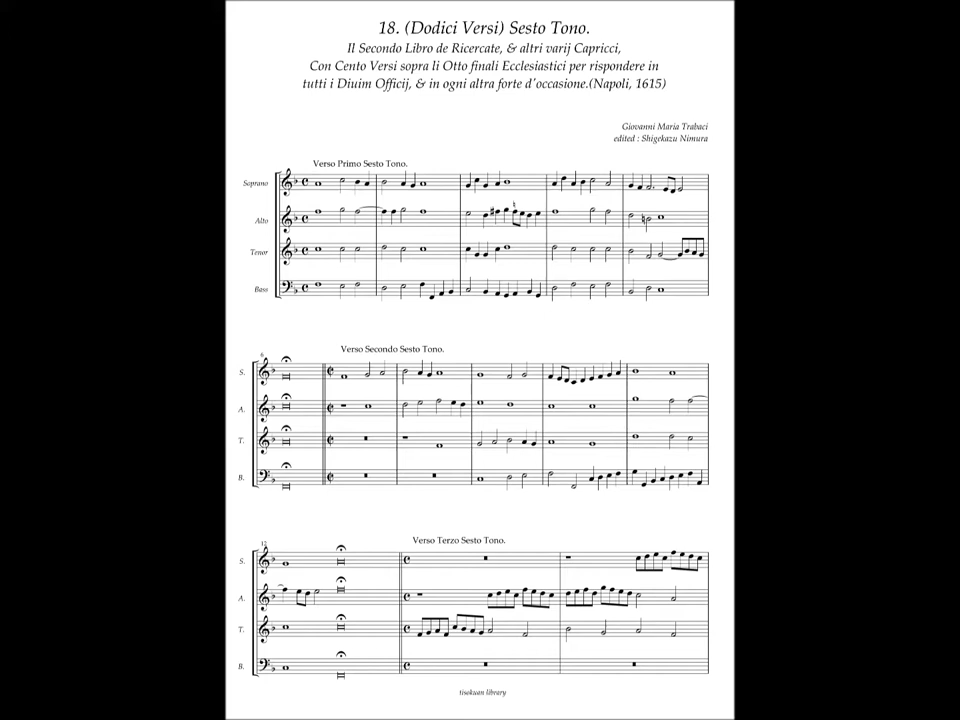 18. (Dodici Versi) Sesto Tono.
Il Secondo Libro de Ricercate, & altri varij Capricci,
Con Cento Versi sopra li Otto finali Ecclesiastici per rispondere in
tutti i Diuim Officij, & in ogni altra forte d'occasione.(Napoli, 1615)
Giovanni Maria Trabaci
edited : Shigekazu Nimura
Verso Primo Sesto Tono.
Soprano
Alto
Tenor
Bass
6
Verso Secondo Sesto Tono.
S.
A.
T.
B.
12
Verso Terzo Sesto Tono.
S.
A.
T.
B.
tisekuan library